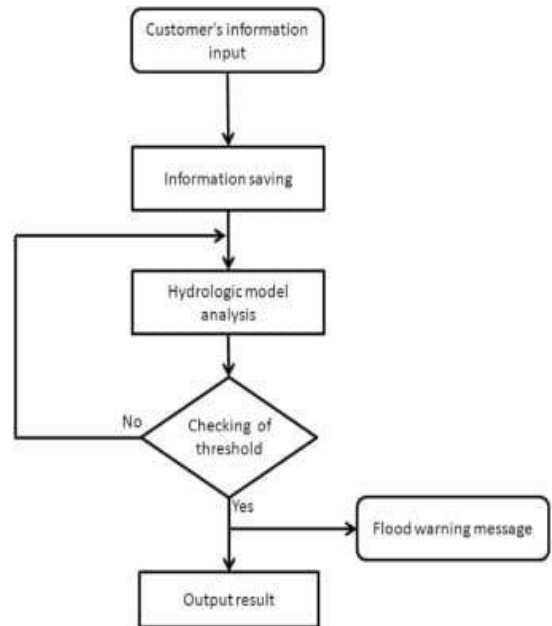 Customer's information
input
Information saving
Hydrologic model
analysis
No
Checking of
threshold
Yes
Flood warning message
Output result